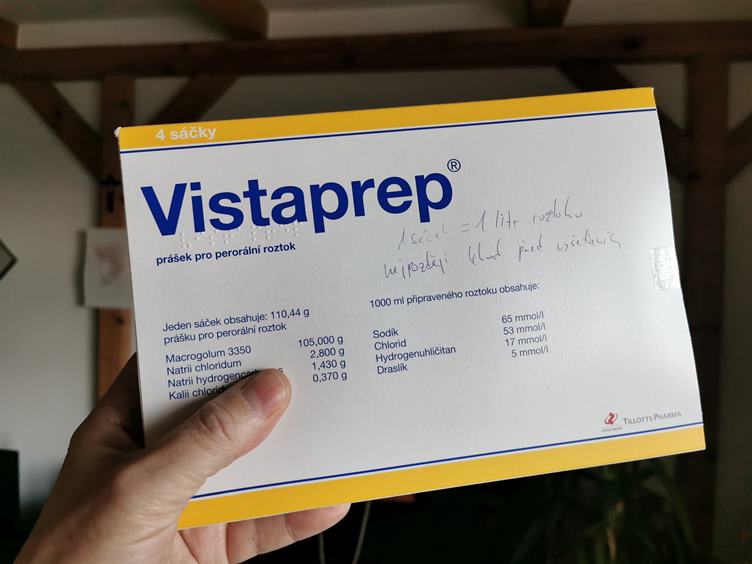 4 sáčky
Vistaprep®
1 sáček = 1 litr roztoku
nejpozději 4 hod před vyšetřením
prášek pro perorální roztok
Jeden sáček obsahuje: 110,44 g
prášku pro perorální roztok
Macrogolum 3350 105,000 g
Natrii chloridum 2,800 g
Natrii hydrogencar s 1,430 g
Kalii chlorid 0,370 g
1000 ml připraveného roztoku obsahuje:
Sodík 65 mmol/l
Chlorid 53 mmol/l
Hydrogenuhličitan 17 mmol/l
Draslík 5 mmol/l
TILLOTTS PHARMA